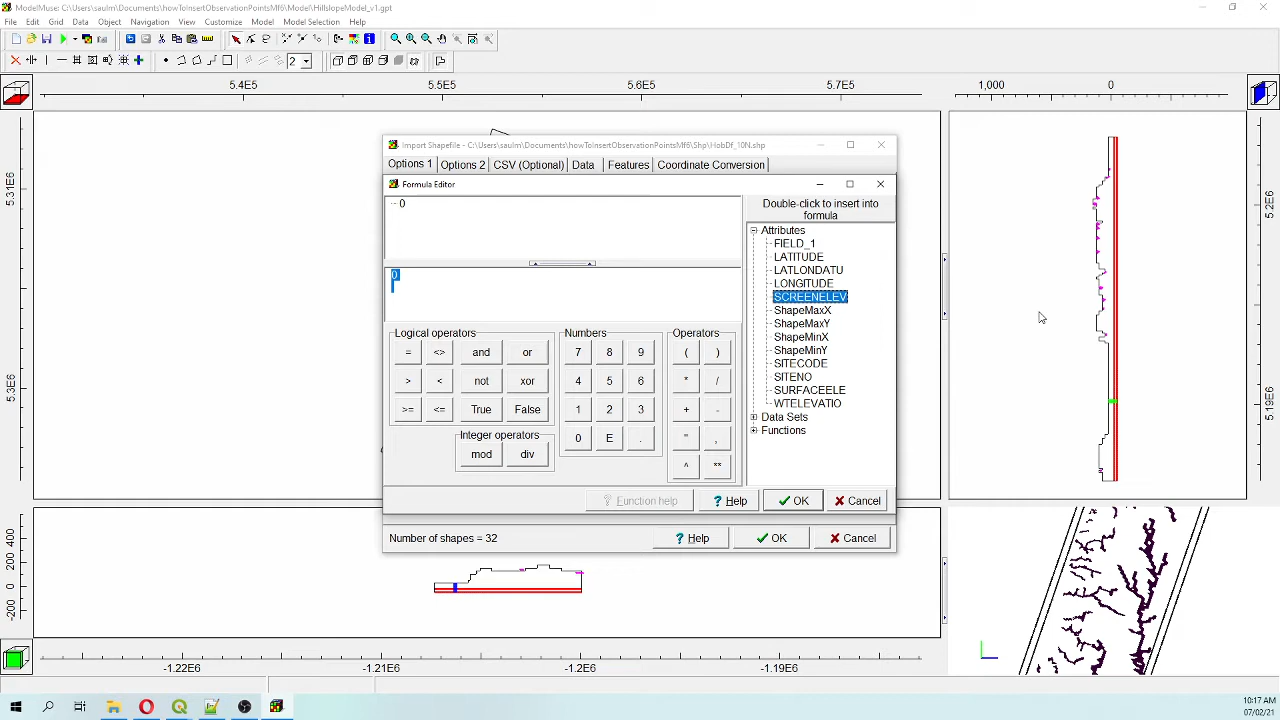 ModelMuse: C:\Users\saulm\Documents\howToInsertObservationPointsMf6\Model\HillslopeModel_v1.gpt
File Edit Grid Data Object Navigation View Customize Model Model Selection Help
2
5.4E5 5.5E5 5.6E5 5.7E5
1,000 0
5.31E6
5.3E6
5.2E6
5.19E6
Import Shapefile - C:\Users\saulm\Documents\howToInsertObservationPointsMf6\Shp\HobDf_10N.shp
Options 1 Options 2 CSV (Optional) Data Features Coordinate Conversion
Formula Editor
0
Double-click to insert into
formula
Attributes
FIELD_1
LATITUDE
LATLONDATU
LONGITUDE
SCREENELEV
ShapeMaxX
ShapeMaxY
ShapeMinX
ShapeMinY
SITECODE
SITENO
SURFACEELE
WTELEVATIO
Data Sets
Functions
0
Logical operators Numbers Operators
= <> and or 7 8 9 ( )
> < not xor 4 5 6 * /
>= <= True False 1 2 3 + -
Integer operators
mod div 0 E . " ,
^ **
Function help Help OK Cancel
Number of shapes = 32 Help OK Cancel
400
200
0
-200
-1.22E6 -1.21E6 -1.2E6 -1.19E6
10:17 AM
07/02/21